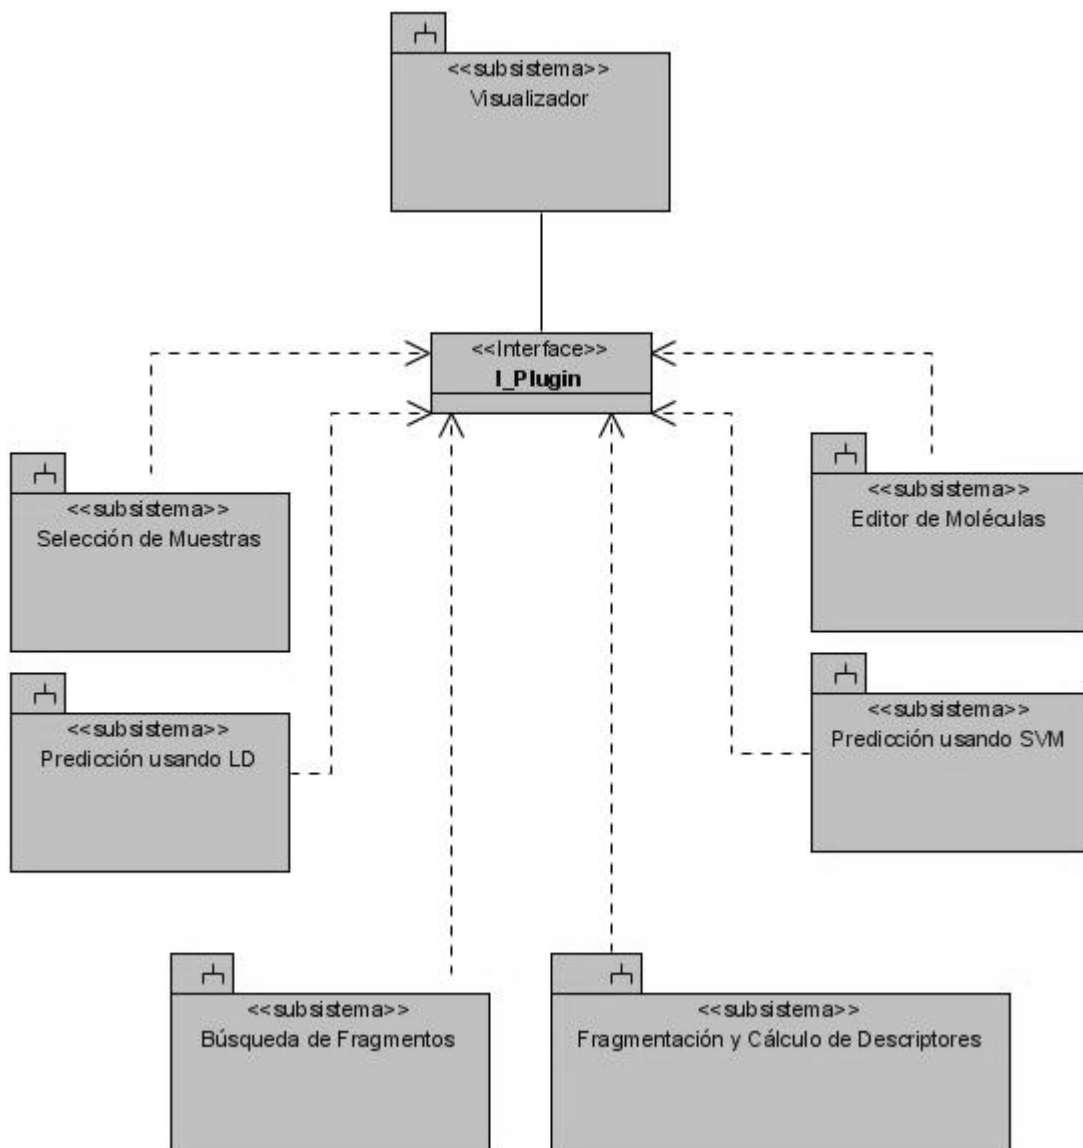 <<subsistema>>
Visualizador
<<Interface>>
I_Plugin
<<subsistema>>
Selección de Muestras
<<subsistema>>
Editor de Moléculas
<<subsistema>>
Predicción usando LD
<<subsistema>>
Predicción usando SVM
<<subsistema>>
Búsqueda de Fragmentos
<<subsistema>>
Fragmentación y Cálculo de Descriptores